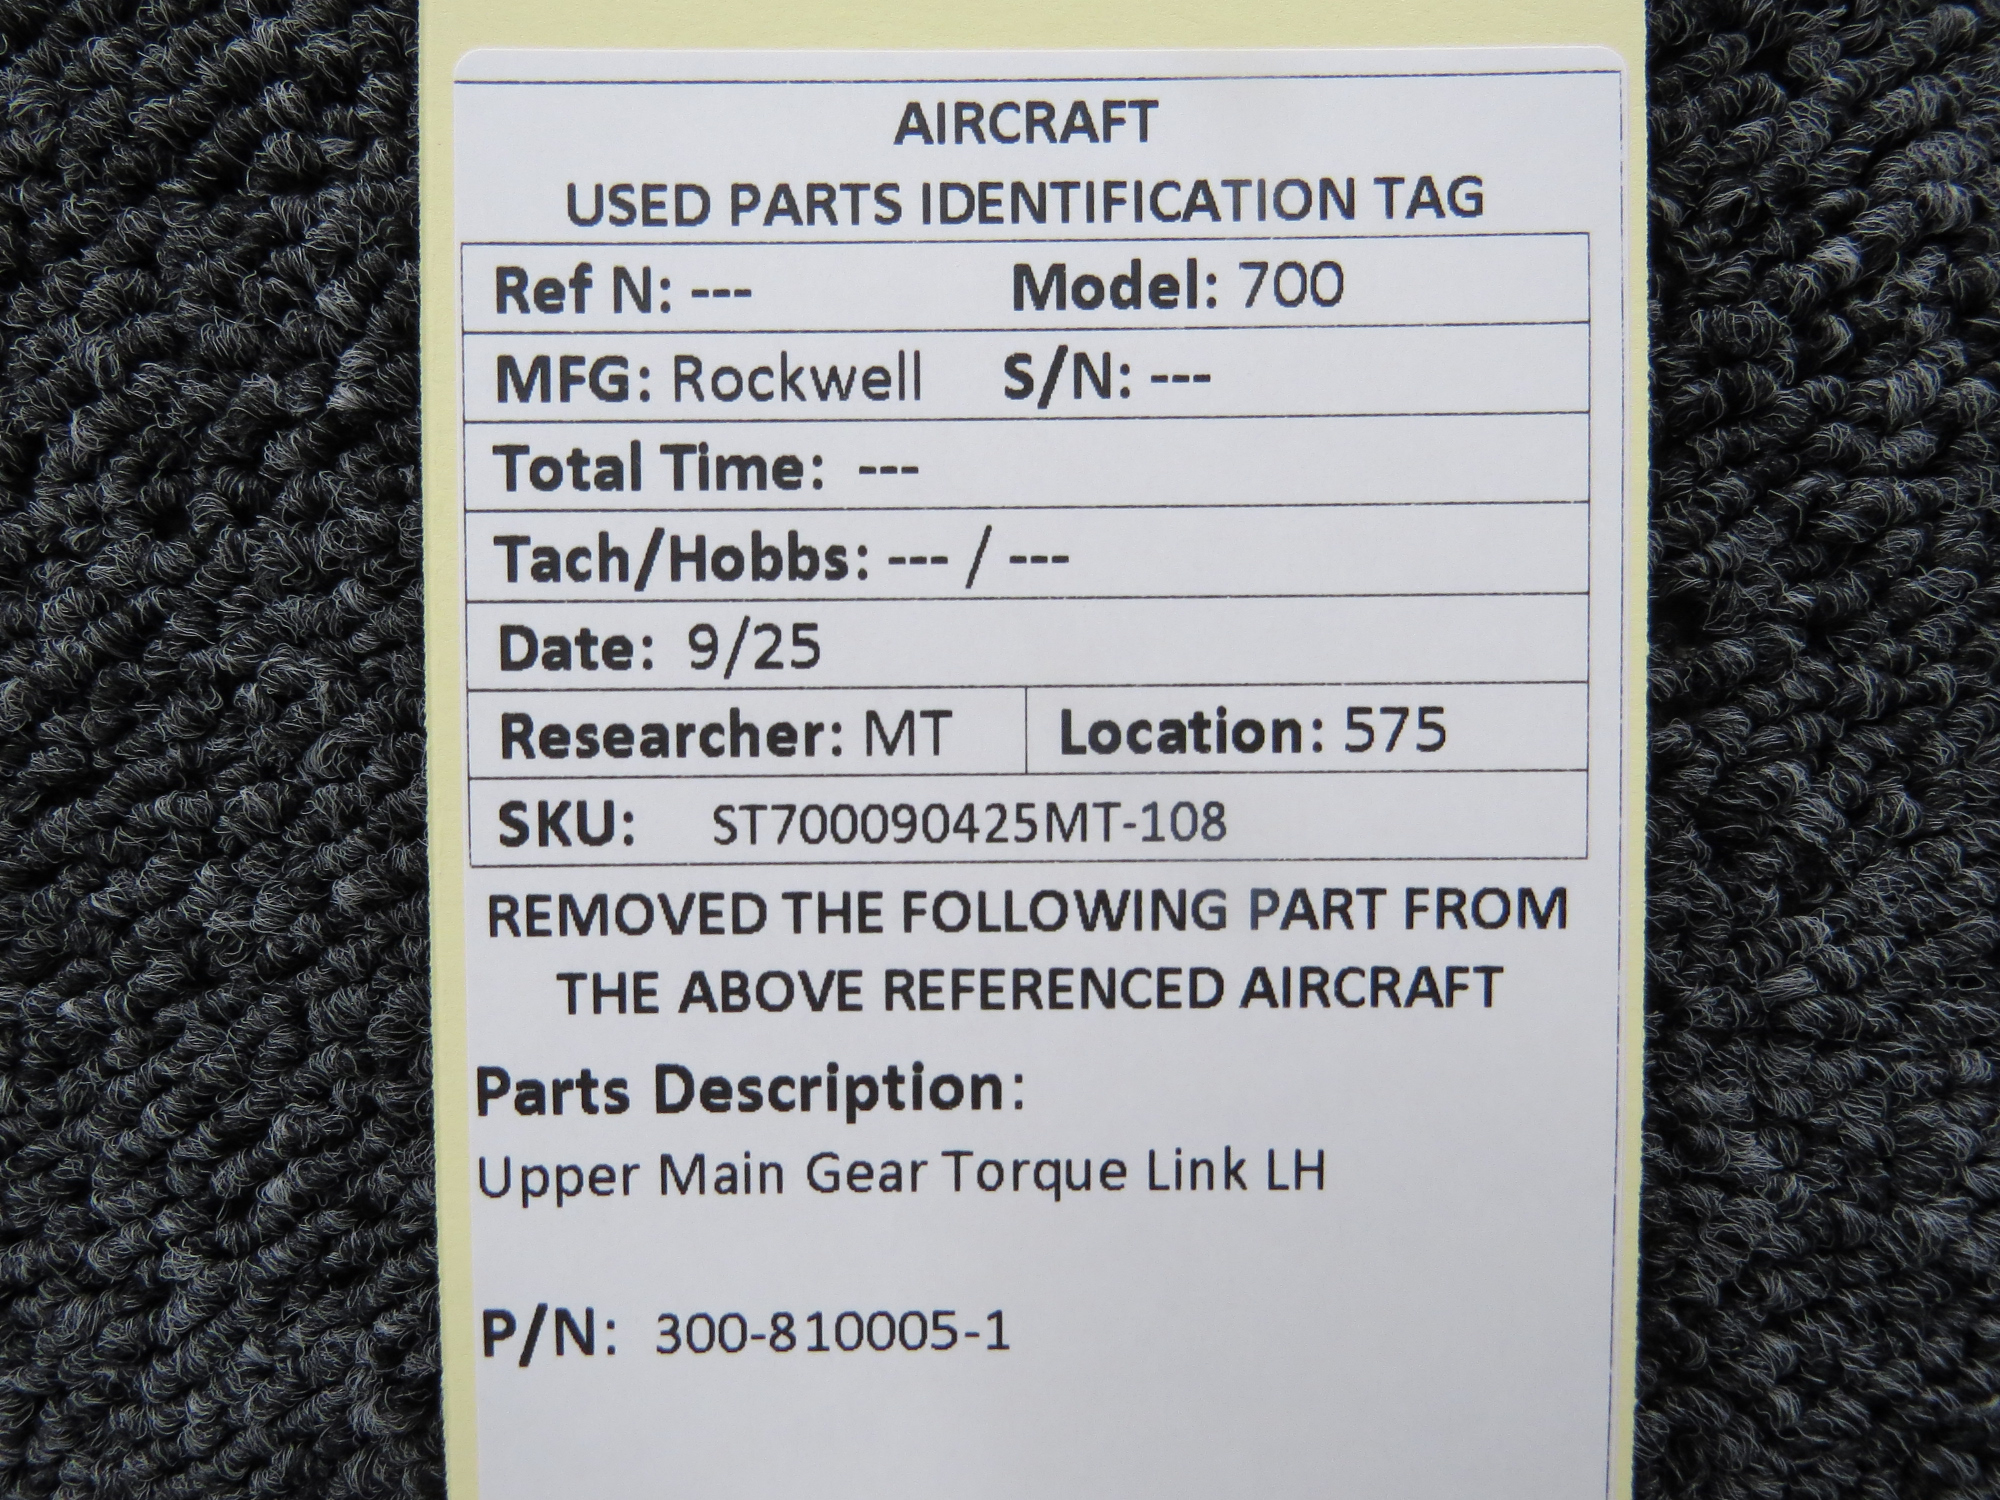 AIRCRAFT
USED PARTS IDENTIFICATION TAG
Ref N: --- Model: 700
MFG: Rockwell S/N: ---
Total Time: ---
Tach/Hobbs: --- / ---
Date: 9/25
Researcher: MT Location: 575
SKU: ST700090425MT-108
REMOVED THE FOLLOWING PART FROM
THE ABOVE REFERENCED AIRCRAFT
Parts Description:
Upper Main Gear Torque Link LH
P/N: 300-810005-1